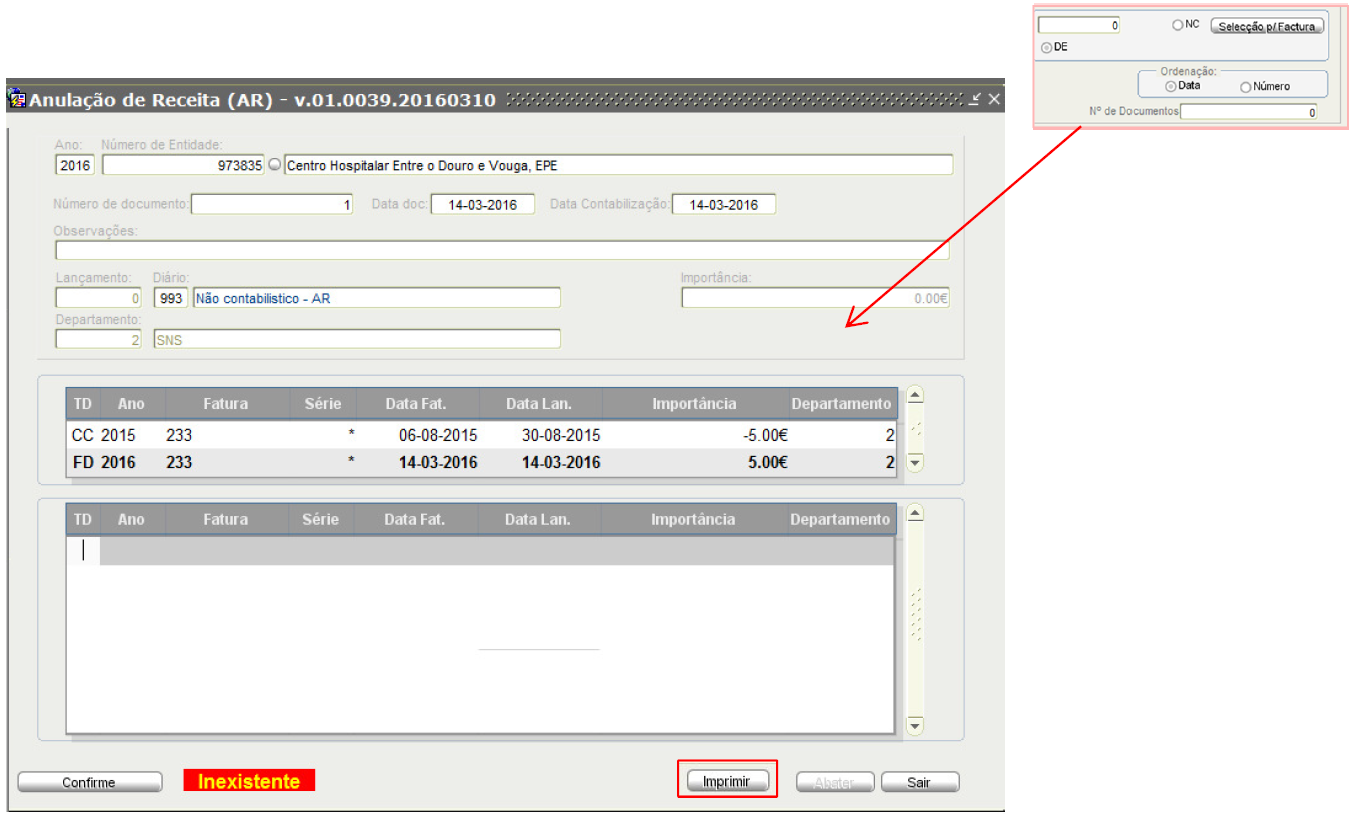 0 NC Selecção p/ Factura
DE
Ordenação:
Data Número
Nº de Documentos 0
Anulação de Receita (AR) - v.01.0039.20160310
Ano: Número de Entidade:
2016 973835 Centro Hospitalar Entre o Douro e Vouga, EPE
Número de documento: 1 Data doc: 14-03-2016 Data Contabilização: 14-03-2016
Observações:
Lançamento: Diário: Importância:
0 993 Não contabilistico - AR 0.00€
Departamento:
2 SNS
TD Ano Fatura Série Data Fat. Data Lan. Importância Departamento
CC 2015 233 * 06-08-2015 30-08-2015 -5.00€ 2
FD 2016 233 * 14-03-2016 14-03-2016 5.00€ 2
TD Ano Fatura Série Data Fat. Data Lan. Importância Departamento
Confirme Inexistente Imprimir Abater Sair